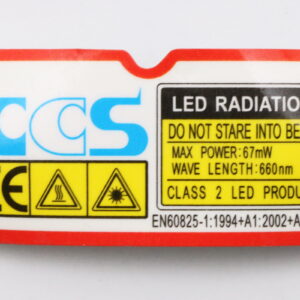 CCS
LED RADIATIO
DO NOT STARE INTO BE
MAX POWER: 67mW
WAVE LENGTH: 660nm
CLASS 2 LED PRODU
CE
EN60825-1:1994+A1:2002+A